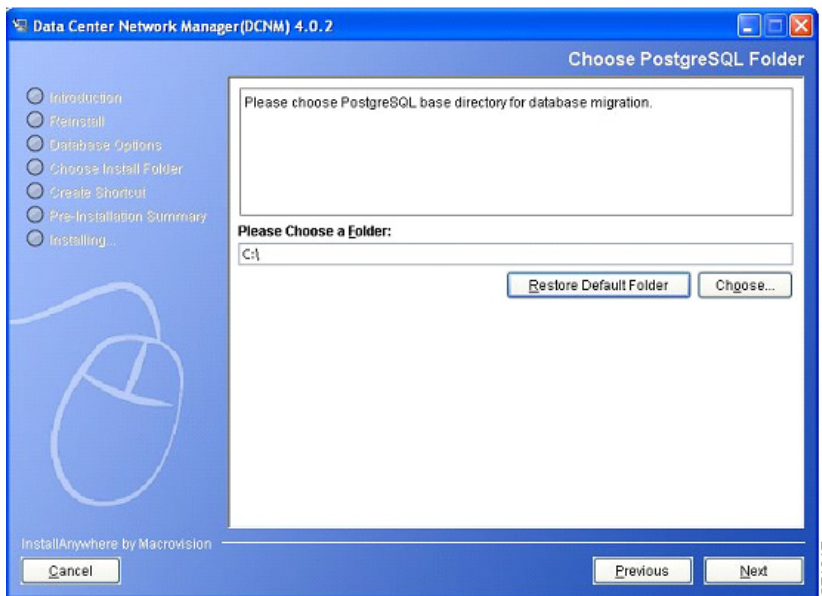 Data Center Network Manager(DCNM) 4.0.2
Choose PostgreSQL Folder
Introduction
Reinstall
Database Options
Choose Install Folder
Create Shortcut
Pre-Installation Summary
Installing...
Please choose PostgreSQL base directory for database migration.
Please Choose a Folder:
C:\
Restore Default Folder
Choose...
InstallAnywhere by Macrovision
Cancel
Previous
Next